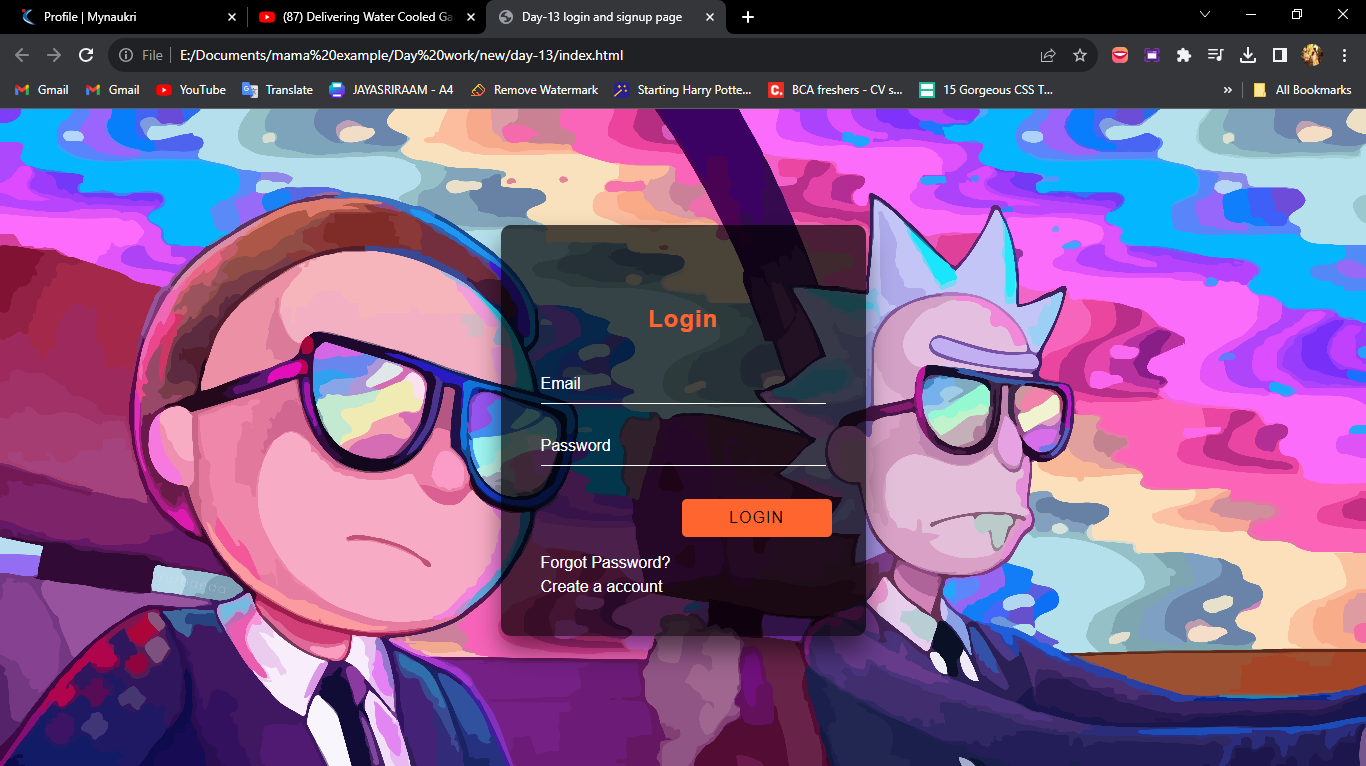 Profile | Mynaukri
(87) Delivering Water Cooled Ga
Day-13 login and signup page
File
E:/Documents/mama%20example/Day%20work/new/day-13/index.html
Gmail
Gmail
YouTube
Translate
JAYASRIRAAM - A4
Remove Watermark
Starting Harry Potte...
BCA freshers - CV s...
15 Gorgeous CSS T...
»
All Bookmarks
Login
Email
Password
LOGIN
Forgot Password?
Create a account